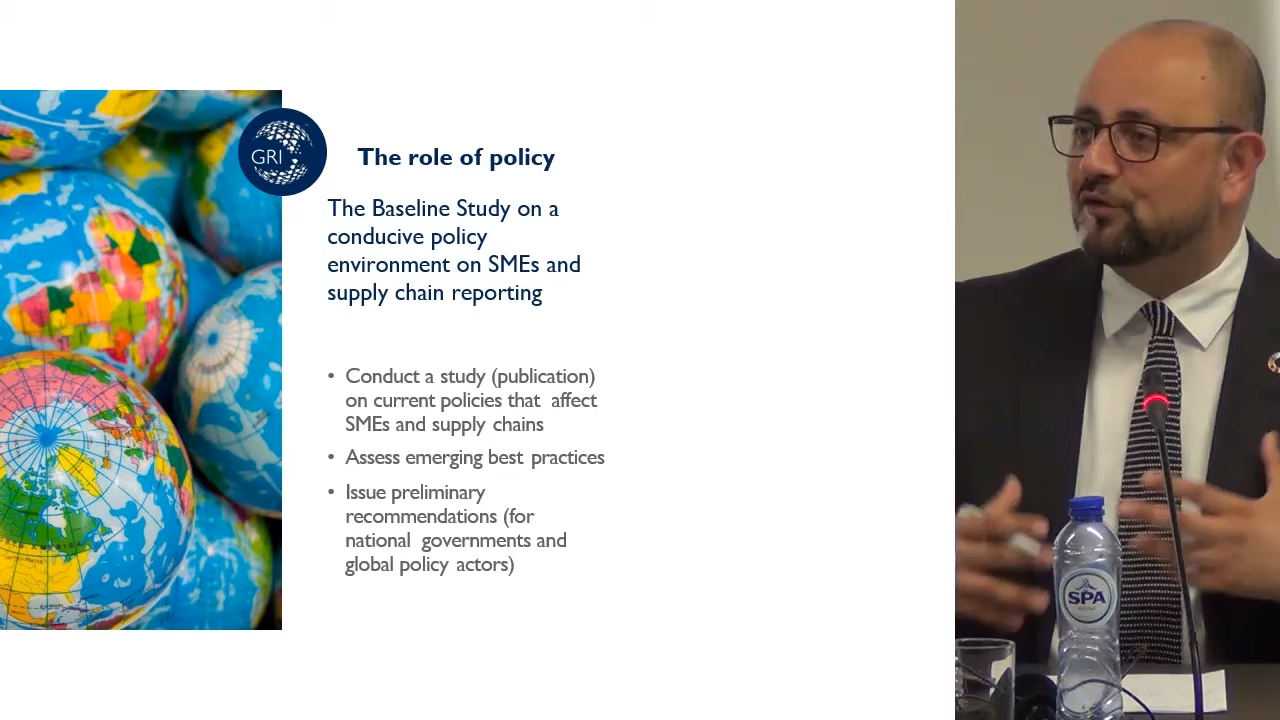 GRI
The role of policy
The Baseline Study on a
conducive policy
environment on SMEs and
supply chain reporting
• Conduct a study (publication)
on current policies that affect
SMEs and supply chains
• Assess emerging best practices
• Issue preliminary
recommendations (for
national governments and
global policy actors)
SPA